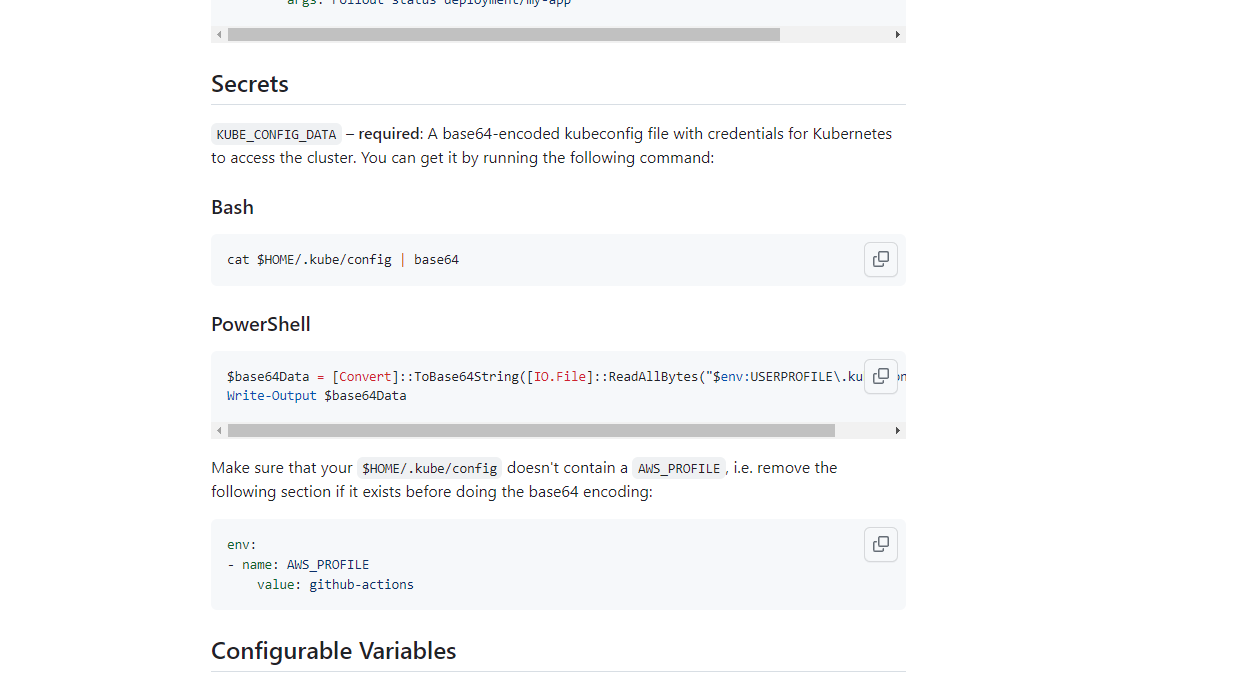 args: rollout status deployment/my-app
Secrets
KUBE_CONFIG_DATA – required: A base64-encoded kubeconfig file with credentials for Kubernetes
to access the cluster. You can get it by running the following command:
Bash
cat $HOME/.kube/config | base64
PowerShell
$base64Data = [Convert]::ToBase64String([IO.File]::ReadAllBytes("$env:USERPROFILE\.ku
Write-Output $base64Data
Make sure that your $HOME/.kube/config doesn't contain a AWS_PROFILE, i.e. remove the
following section if it exists before doing the base64 encoding:
env:
- name: AWS_PROFILE
value: github-actions
Configurable Variables